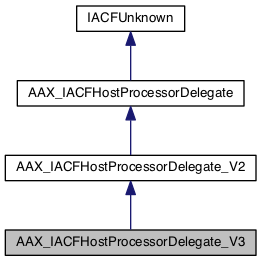 IACFUnknown
AAX_IACFHostProcessorDelegate
AAX_IACFHostProcessorDelegate_V2
AAX_IACFHostProcessorDelegate_V3